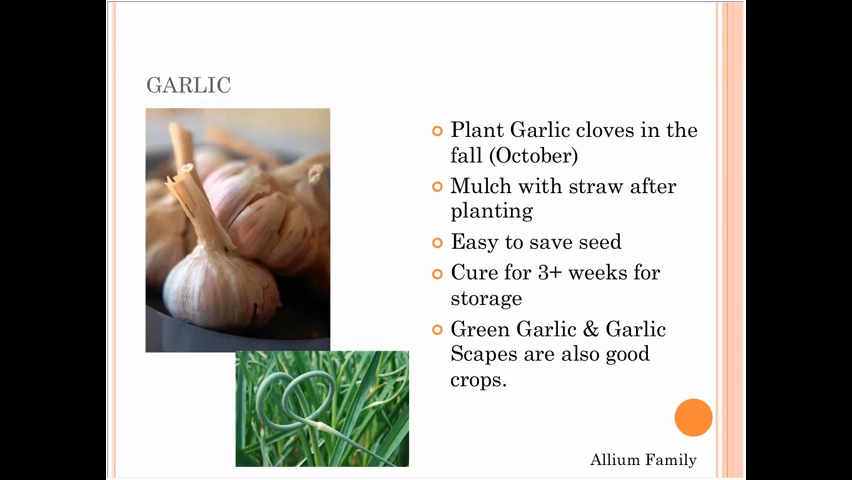 GARLIC
Plant Garlic cloves in the
fall (October)
Mulch with straw after
planting
Easy to save seed
Cure for 3+ weeks for
storage
Green Garlic & Garlic
Scapes are also good
crops.
Allium Family